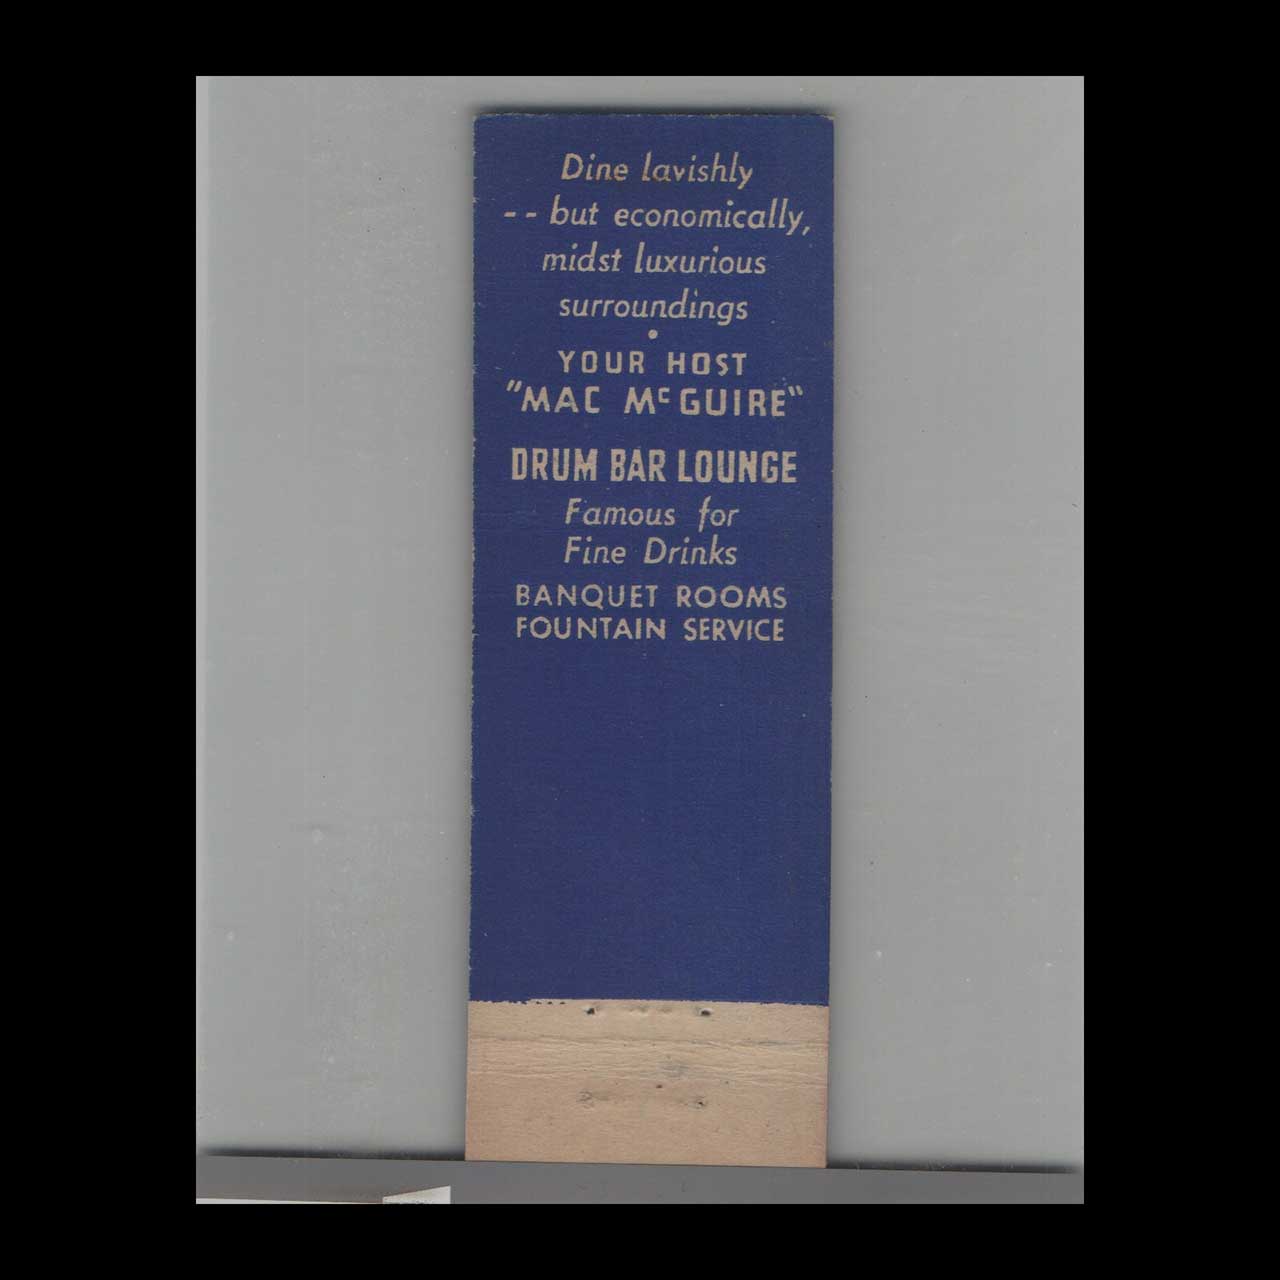 Dine lavishly
-- but economically,
midst luxurious
surroundings
•
YOUR HOST
"MAC McGUIRE"
DRUM BAR LOUNGE
Famous for
Fine Drinks
BANQUET ROOMS
FOUNTAIN SERVICE